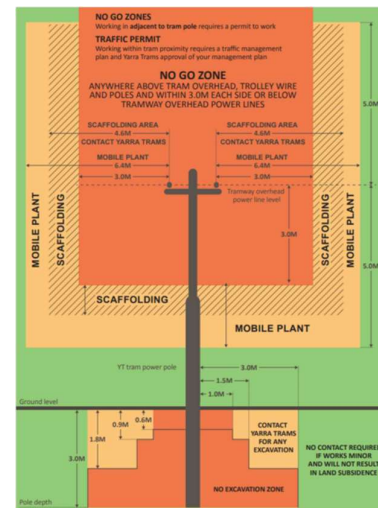 NO GO ZONES
Working in adjacent to tram pole requires a permit to work
TRAFFIC PERMIT
Working within tram proximity requires a traffic management
plan and Yarra Trams approval of your management plan
NO GO ZONE
ANYWHERE ABOVE TRAM OVERHEAD, TROLLEY WIRE
AND POLES AND WITHIN 3.0M EACH SIDE OR BELOW
TRAMWAY OVERHEAD POWER LINES
5.0M
SCAFFOLDING AREA
4.6M
CONTACT YARRA TRAMS
MOBILE PLANT
6.4M
3.0M
SCAFFOLDING AREA
4.6M
CONTACT YARRA TRAMS
MOBILE PLANT
6.4M
3.0M
Tramway overhead
power line level
MOBILE PLANT
SCAFFOLDING
SCAFFOLDING
MOBILE PLANT
3.0M
5.0M
SCAFFOLDING
MOBILE PLANT
YT tram power pole
3.0M
1.5M
1.0M
Ground level
0.6M
0.9M
1.8M
3.0M
CONTACT
YARRA TRAMS
FOR ANY
EXCAVATION
NO CONTACT REQUIRE
IF WORKS MINOR
AND WILL NOT RESULT
IN LAND SUBSIDENCE
NO EXCAVATION ZONE
Pole depth